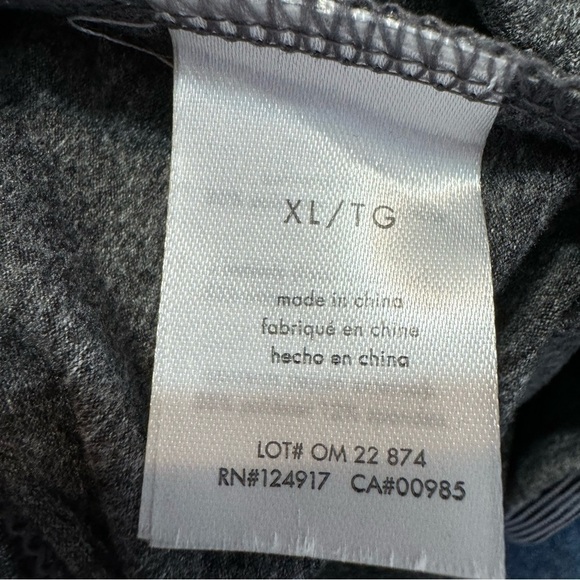 XL/TG
made in china
fabriqué en chine
hecho en china
LOT# OM 22 874
RN#124917 CA#00985